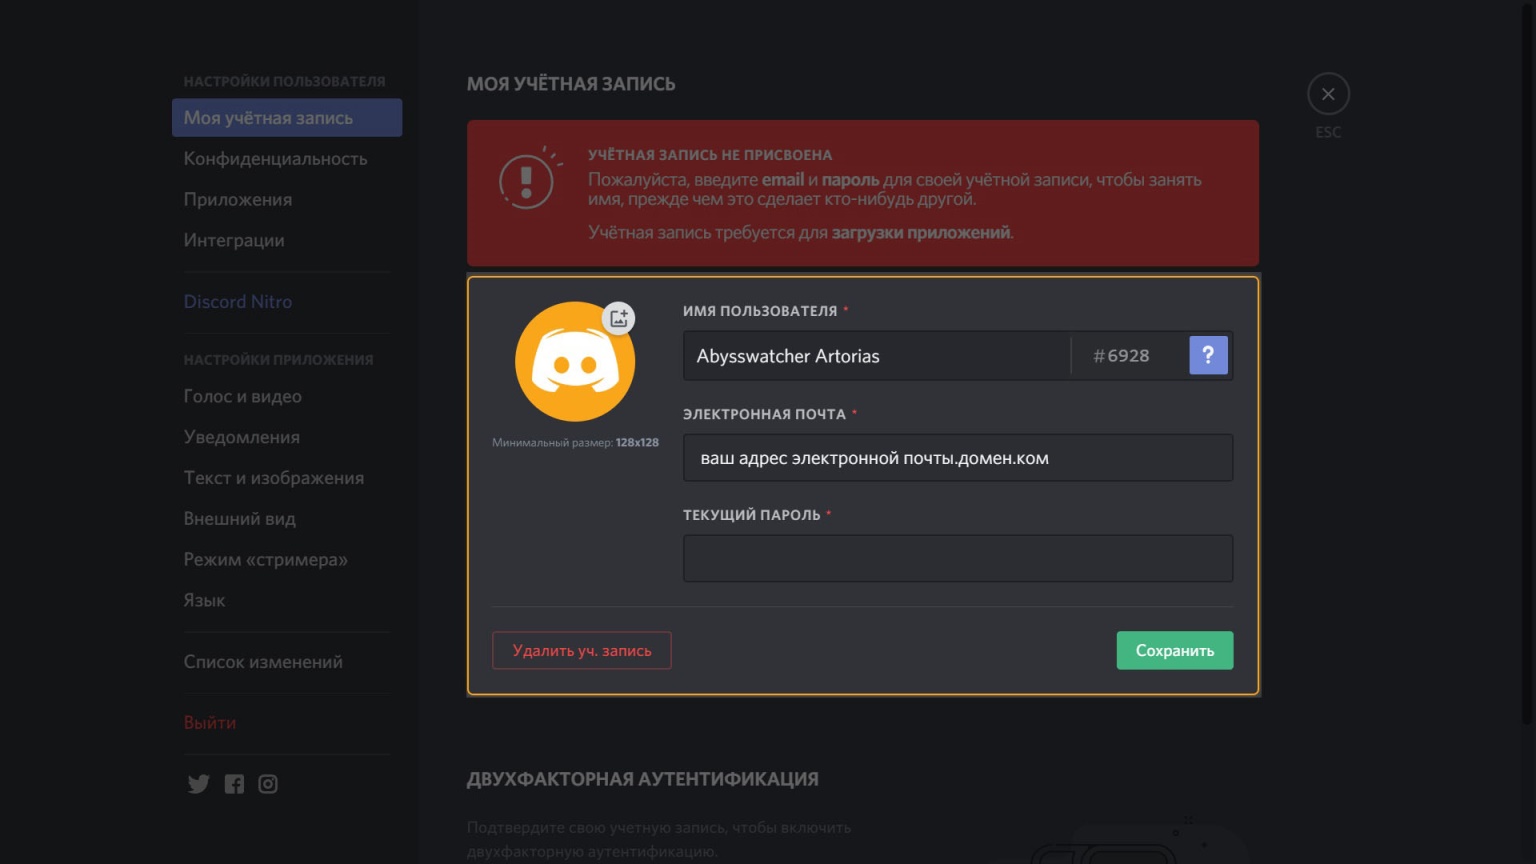 НАСТРОЙКИ ПОЛЬЗОВАТЕЛЯ
Моя учётная запись
Конфиденциальность
Приложения
Интеграции
Discord Nitro
НАСТРОЙКИ ПРИЛОЖЕНИЯ
Голос и видео
Уведомления
Текст и изображения
Внешний вид
Режим «стримера»
Язык
Список изменений
Выйти
МОЯ УЧЁТНАЯ ЗАПИСЬ
ESC
УЧЁТНАЯ ЗАПИСЬ НЕ ПРИСВОЕНА
Пожалуйста, введите email и пароль для своей учётной записи, чтобы занять
имя, прежде чем это сделает кто-нибудь другой.
Учётная запись требуется для загрузки приложений.
Минимальный размер: 128x128
ИМЯ ПОЛЬЗОВАТЕЛЯ *
Abysswatcher Artorias #6928 ?
ЭЛЕКТРОННАЯ ПОЧТА *
ваш адрес электронной почты.домен.ком
ТЕКУЩИЙ ПАРОЛЬ *
Удалить уч. запись
Сохранить
ДВУХФАКТОРНАЯ АУТЕНТИФИКАЦИЯ
Подтвердите свою учетную запись, чтобы включить
двухфакторную аутентификацию.